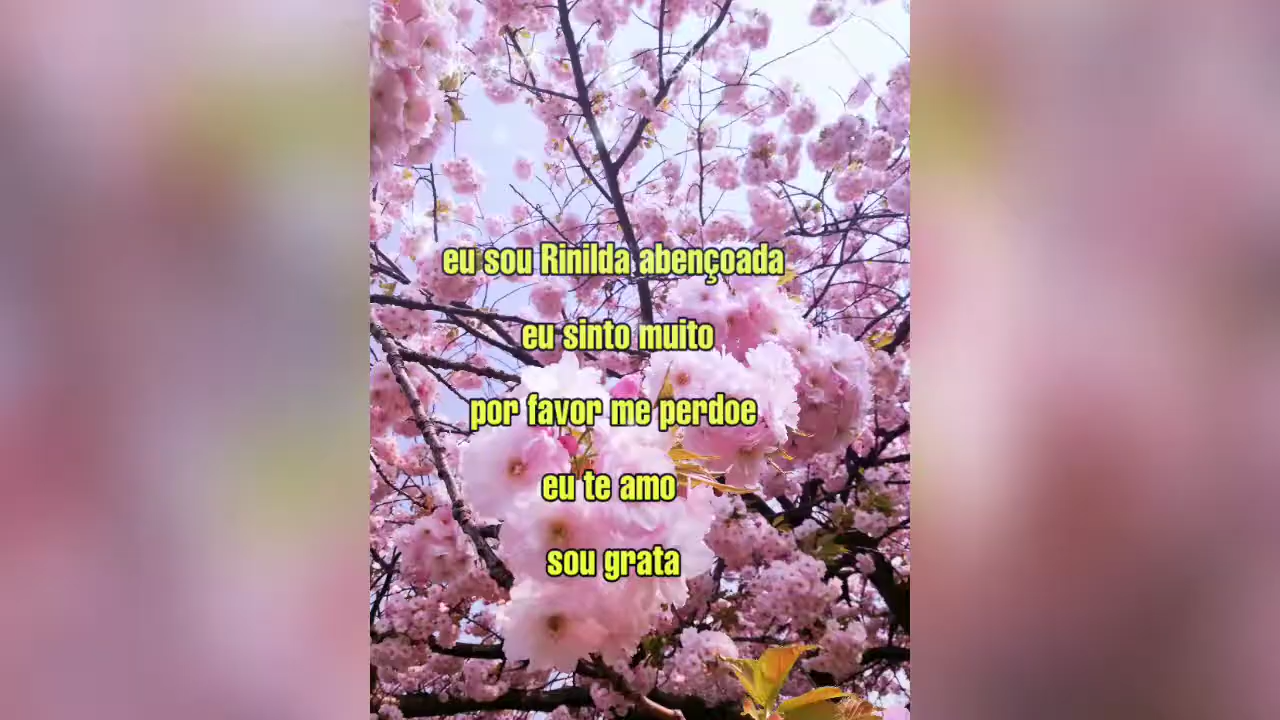 eu sou Rinilda abençoada
eu sinto muito
por favor me perdoe
eu te amo
sou grata